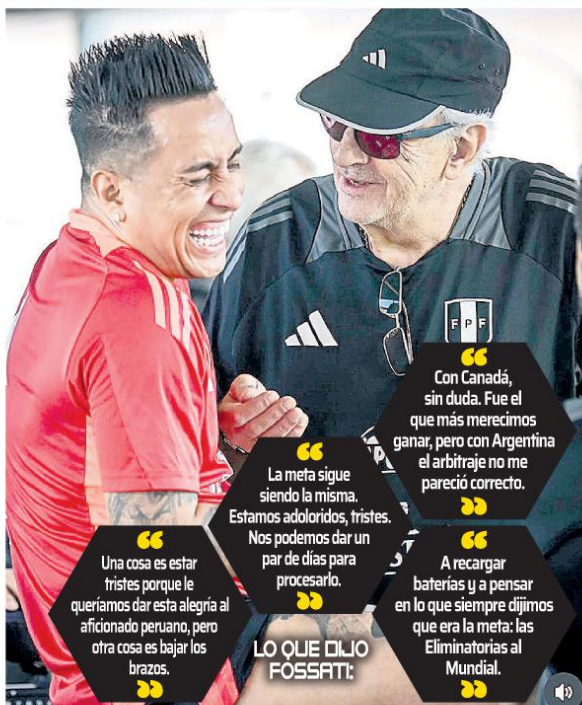 FPF
“
Con Canadá,
sin duda. Fue el
que más merecimos
ganar, pero con Argentina
el arbitraje no me
pareció correcto.
”
“
La meta sigue
siendo la misma.
Estamos adoloridos, tristes.
Nos podemos dar un
par de días para
procesarlo.
”
“
Una cosa es estar
tristes porque le
queríamos dar esta alegría al
aficionado peruano, pero
otra cosa es bajar los
brazos.
”
“
A recargar
baterías y a pensar
en lo que siempre dijimos
que era la meta: las
Eliminatorias al
Mundial.
”
LO QUE DIJO
FOSSATI: